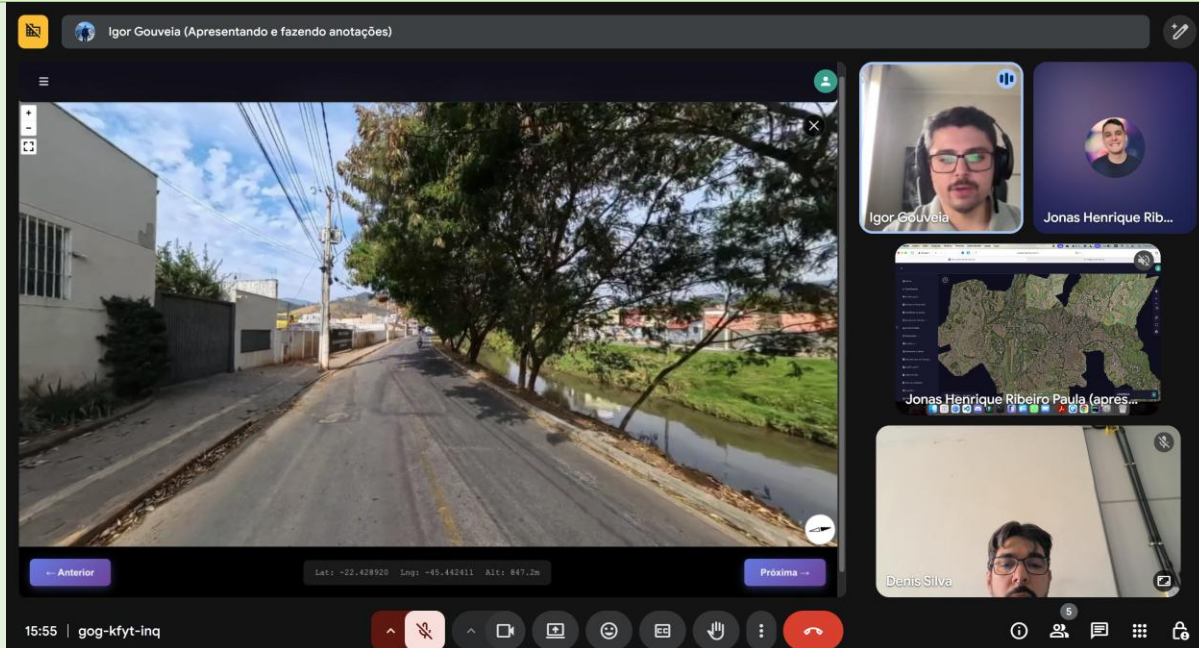 Igor Gouveia (Apresentando e fazendo anotações)
+
−
Igor Gouveia
Jonas Henrique Rib...
Jonas Henrique Ribeiro Paula (apres...
Denis Silva
← Anterior
Lat: -22.428920 Lng: -45.442411 Alt: 847.2m
Próxima →
15:55 | gog-kfyt-inq
CC
5